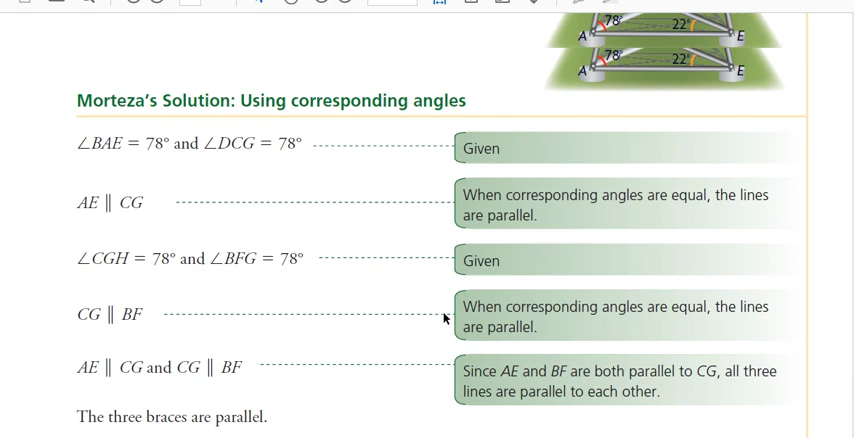 78°
22°
A
E
78°
22°
A
E
Morteza's Solution: Using corresponding angles
∠BAE = 78° and ∠DCG = 78°
Given
AE ∥ CG
When corresponding angles are equal, the lines
are parallel.
∠CGH = 78° and ∠BFG = 78°
Given
CG ∥ BF
When corresponding angles are equal, the lines
are parallel.
AE ∥ CG and CG ∥ BF
Since AE and BF are both parallel to CG, all three
lines are parallel to each other.
The three braces are parallel.